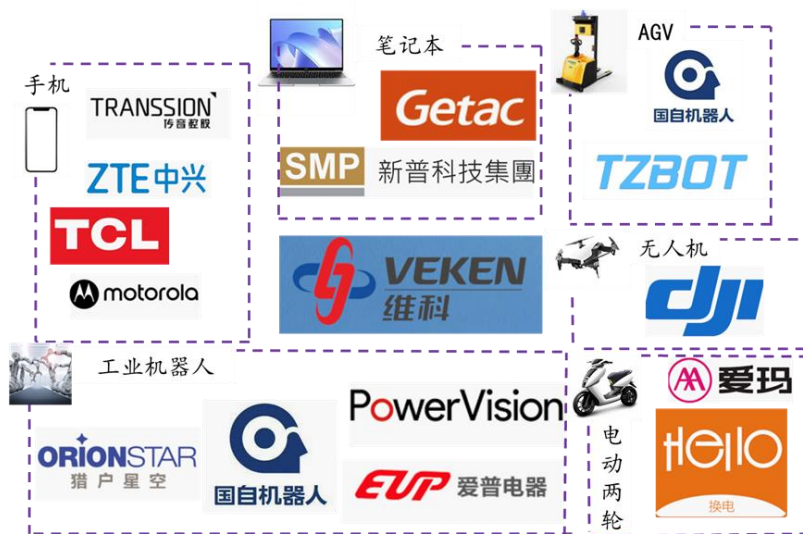 手机
TRANSSION
传音控股
ZTE中兴
TCL
motorola
笔记本
Getac
SMP 新普科技集團
AGV
国自机器人
TZBOT
VEKEN
维科
无人机
dji
工业机器人
ORIONSTAR
猎户星空
国自机器人
PowerVision
EUP 爱普电器
电动两轮
爱玛
Hello
换电